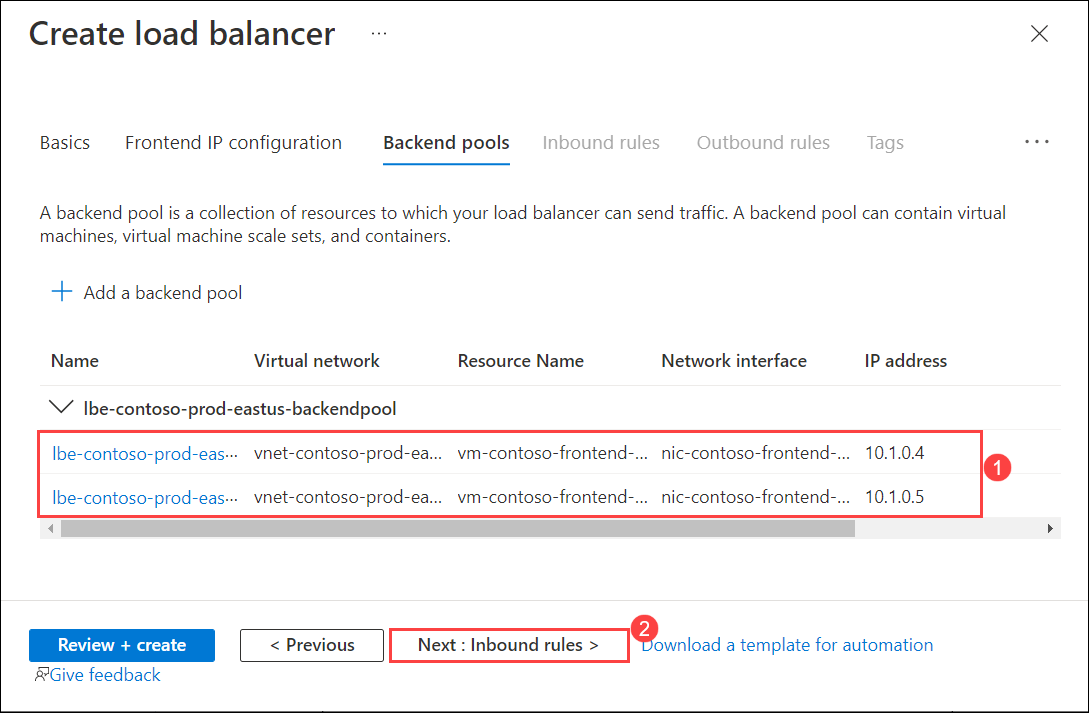 Create load balancer ...
Basics Frontend IP configuration Backend pools Inbound rules Outbound rules Tags ...
A backend pool is a collection of resources to which your load balancer can send traffic. A backend pool can contain virtual
machines, virtual machine scale sets, and containers.
+ Add a backend pool
Name Virtual network Resource Name Network interface IP address
lbe-contoso-prod-eastus-backendpool
lbe-contoso-prod-eas... vnet-contoso-prod-ea... vm-contoso-frontend-... nic-contoso-frontend-... 10.1.0.4
1
lbe-contoso-prod-eas... vnet-contoso-prod-ea... vm-contoso-frontend-... nic-contoso-frontend-... 10.1.0.5
2
Review + create < Previous Next : Inbound rules > Download a template for automation
Give feedback